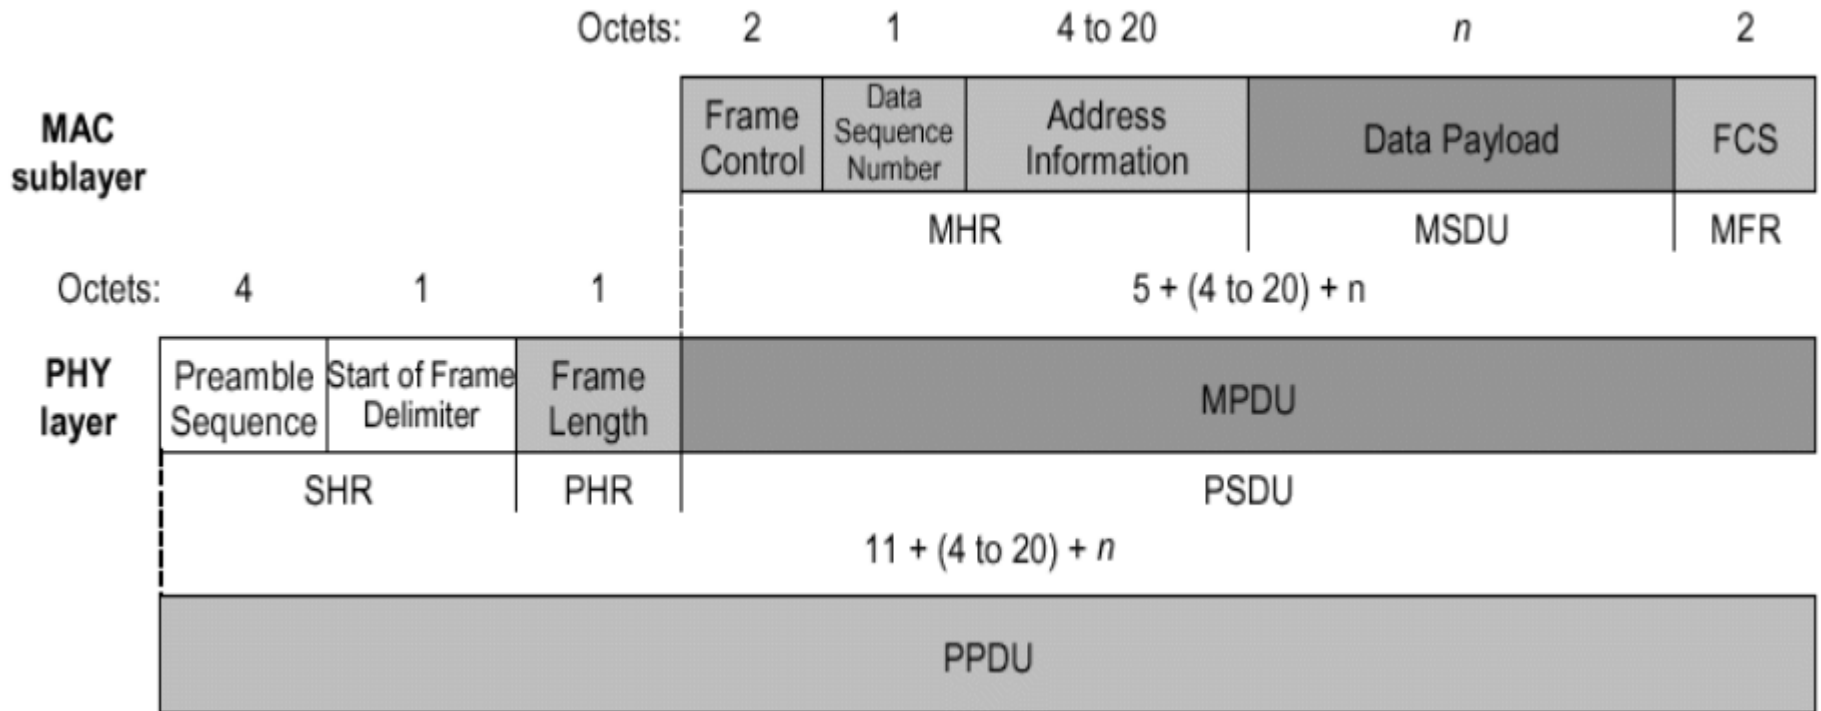 Octets: 2 1 4 to 20 n 2
MAC
sublayer
Frame
Control
Data
Sequence
Number
Address
Information
Data Payload
FCS
MHR MSDU MFR
Octets: 4 1 1 5 + (4 to 20) + n
PHY
layer
Preamble
Sequence
Start of Frame
Delimiter
Frame
Length
MPDU
SHR PHR PSDU
11 + (4 to 20) + n
PPDU